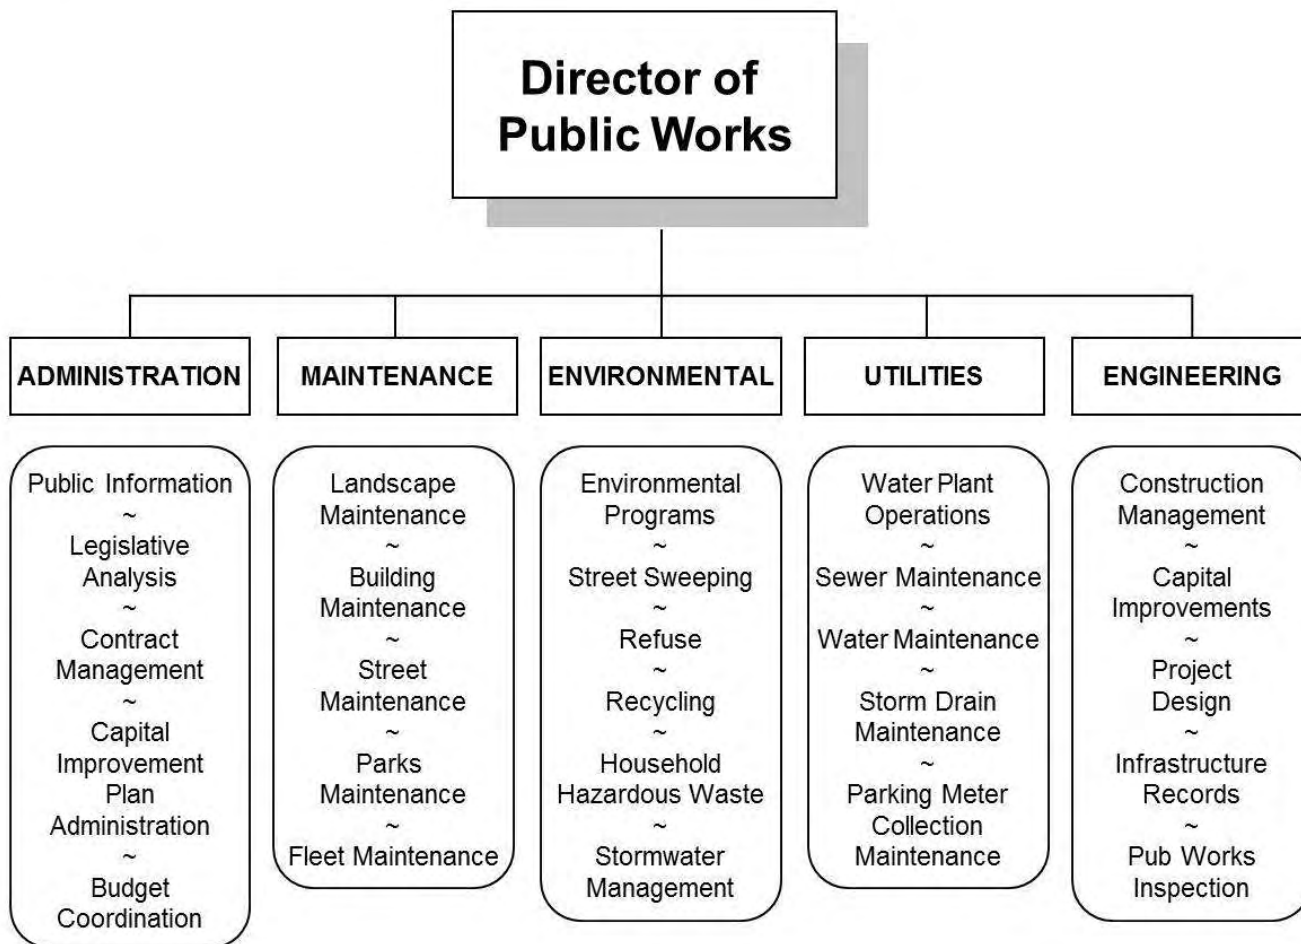 Director of
Public Works
ADMINISTRATION
MAINTENANCE
ENVIRONMENTAL
UTILITIES
ENGINEERING
Public Information
~
Legislative
Analysis
~
Contract
Management
~
Capital
Improvement
Plan
Administration
~
Budget
Coordination
Landscape
Maintenance
~
Building
Maintenance
~
Street
Maintenance
~
Parks
Maintenance
~
Fleet Maintenance
Environmental
Programs
~
Street Sweeping
~
Refuse
~
Recycling
~
Household
Hazardous Waste
~
Stormwater
Management
Water Plant
Operations
~
Sewer Maintenance
~
Water Maintenance
~
Storm Drain
Maintenance
~
Parking Meter
Collection
Maintenance
Construction
Management
~
Capital
Improvements
~
Project
Design
~
Infrastructure
Records
~
Pub Works
Inspection